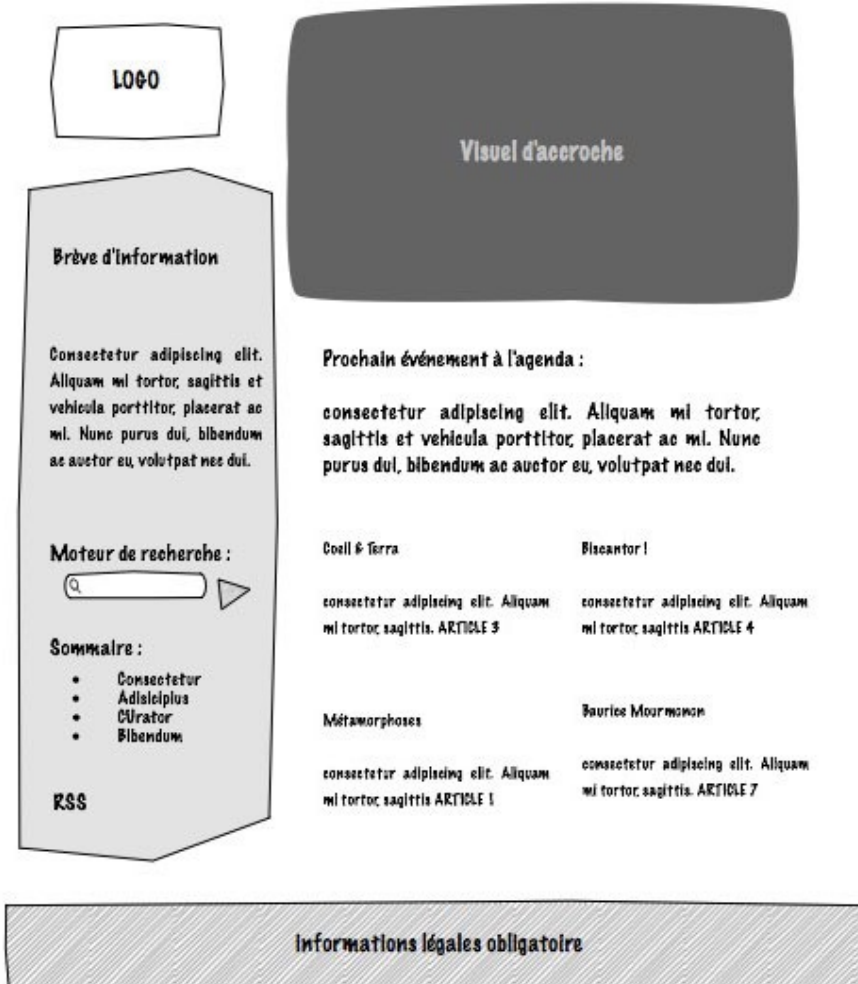 LOGO
Visuel d'accroche
Brève d'information
Consectetur adipiscing elit.
Aliquam mi tortor, sagittis et
vehicula porttitor, placerat ac
mi. Nunc purus dui, bibendum
ac auctor eu, volutpat nec dui.
Moteur de recherche :
Sommaire :
• Consectetur
• Adisiciplus
• CUrator
• Bibendum
RSS
Prochain événement à l'agenda :
consectetur adipiscing elit. Aliquam mi tortor,
sagittis et vehicula porttitor, placerat ac mi. Nunc
purus dui, bibendum ac auctor eu, volutpat nec dui.
Coeli & Terra
consectetur adipiscing elit. Aliquam
mi tortor, sagittis. ARTICLE 3
Biscantor !
consectetur adipiscing elit. Aliquam
mi tortor, sagittis ARTICLE 4
Métamorphoses
consectetur adipiscing elit. Aliquam
mi tortor, sagittis ARTICLE 1
Baurice Mourmonon
consectetur adipiscing elit. Aliquam
mi tortor, sagittis. ARTICLE 7
Informations légales obligatoire